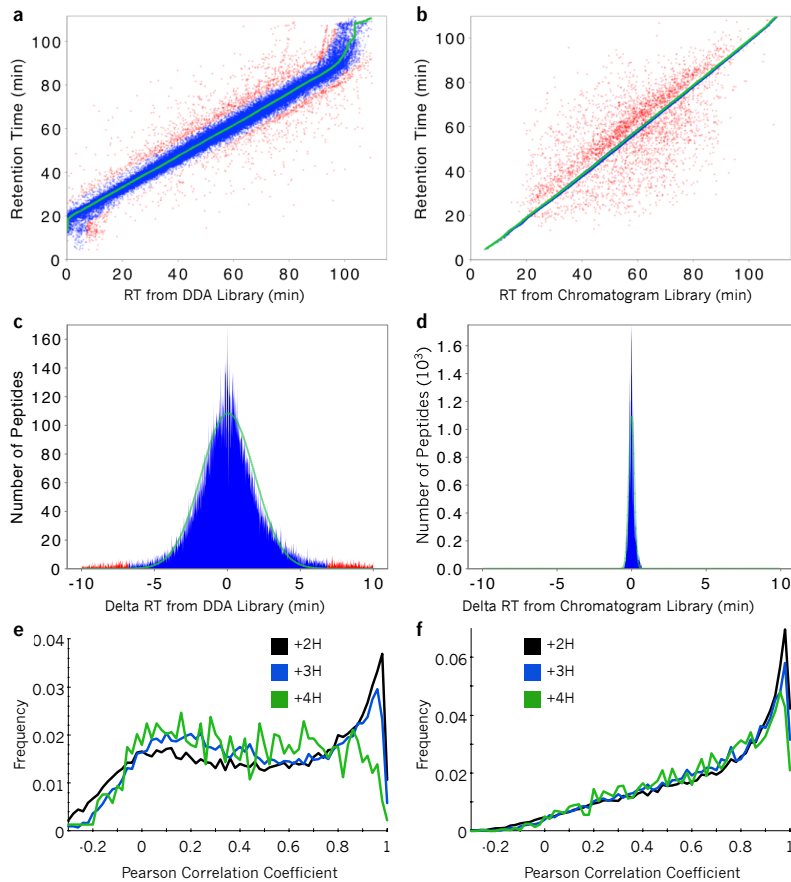 a
Retention Time (min)
100
80
60
40
20
0
0 20 40 60 80 100
RT from DDA Library (min)
b
Retention Time (min)
100
80
60
40
20
0
0 20 40 60 80 100
RT from Chromatogram Library (min)
c
Number of Peptides
160
140
120
100
80
60
40
20
0
-10 -5 0 5 10
Delta RT from DDA Library (min)
d
Number of Peptides (10³)
1.6
1.4
1.2
1.0
0.8
0.6
0.4
0.2
0.0
-10 -5 0 5 10
Delta RT from Chromatogram Library (min)
e
Frequency
0.04
0.03
0.02
0.01
0
+2H
+3H
+4H
-0.2 0 0.2 0.4 0.6 0.8 1
Pearson Correlation Coefficient
f
Frequency
0.06
0.04
0.02
0
+2H
+3H
+4H
-0.2 0 0.2 0.4 0.6 0.8 1
Pearson Correlation Coefficient